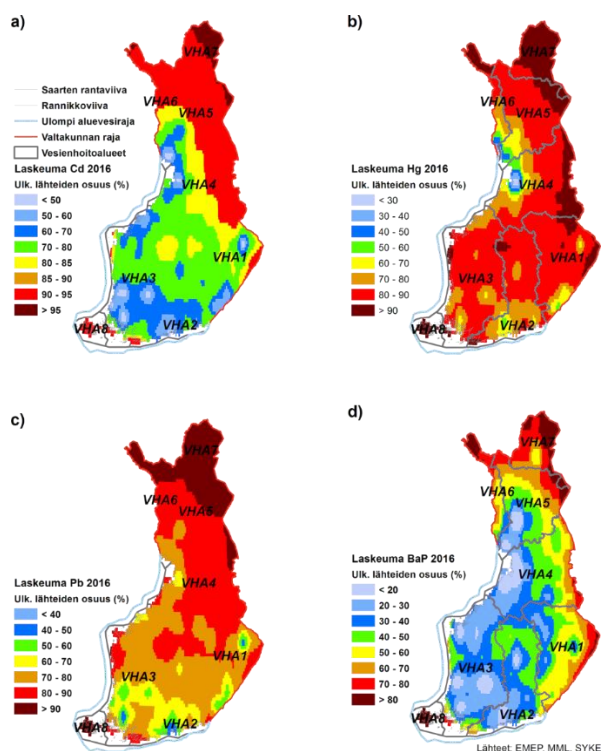 a)
VHA7
VHA6
VHA5
VHA4
VHA3
VHA1
VHA2
VHA8
Saarten rantaviiva
Rannikkoviiva
Ulompi aluevesiraja
Valtakunnan raja
Vesienhoitoalueet
Laskeuma Cd 2016
Ulk. lähteiden osuus (%)
< 50
50 - 60
60 - 70
70 - 80
80 - 85
85 - 90
90 - 95
> 95
b)
VHA7
VHA6
VHA5
VHA4
VHA3
VHA1
VHA2
VHA8
Laskeuma Hg 2016
Ulk. lähteiden osuus (%)
< 30
30 - 40
40 - 50
50 - 60
60 - 70
70 - 80
80 - 90
> 90
c)
VHA7
VHA6
VHA6
VHA4
VHA3
VHA1
VHA2
VHA8
Laskeuma Pb 2016
Ulk. lähteiden osuus (%)
< 40
40 - 50
50 - 60
60 - 70
70 - 80
80 - 90
> 90
d)
VHA7
VHA6
VHA5
VHA4
VHA3
VHA1
VHA2
VHA8
Laskeuma BaP 2016
Ulk. lähteiden osuus (%)
< 20
20 - 30
30 - 40
40 - 50
50 - 60
60 - 70
70 - 80
> 80
Lähteet: EMEP, MML, SYKE